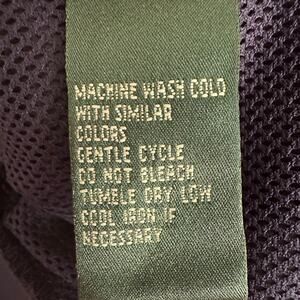 MACHINE WASH COLD
WITH SIMILAR
COLORS
GENTLE CYCLE
DO NOT BLEACH
TUMBLE DRY LOW
COOL IRON IF
NECESSARY